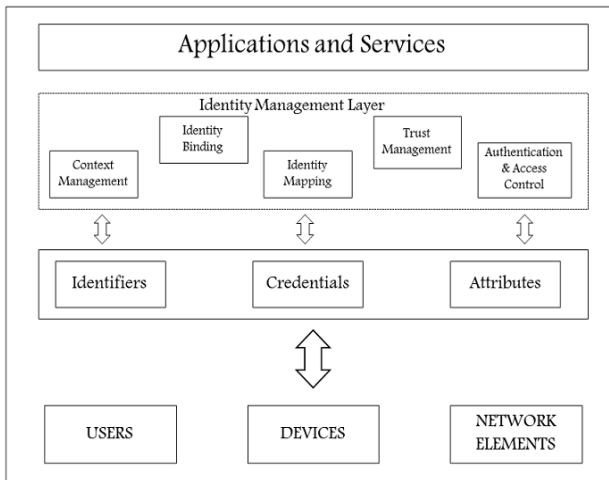 Applications and Services
Identity Management Layer
Identity
Binding
Trust
Management
Context
Management
Identity
Mapping
Authentication
& Access
Control
Identifiers
Credentials
Attributes
USERS
DEVICES
NETWORK
ELEMENTS